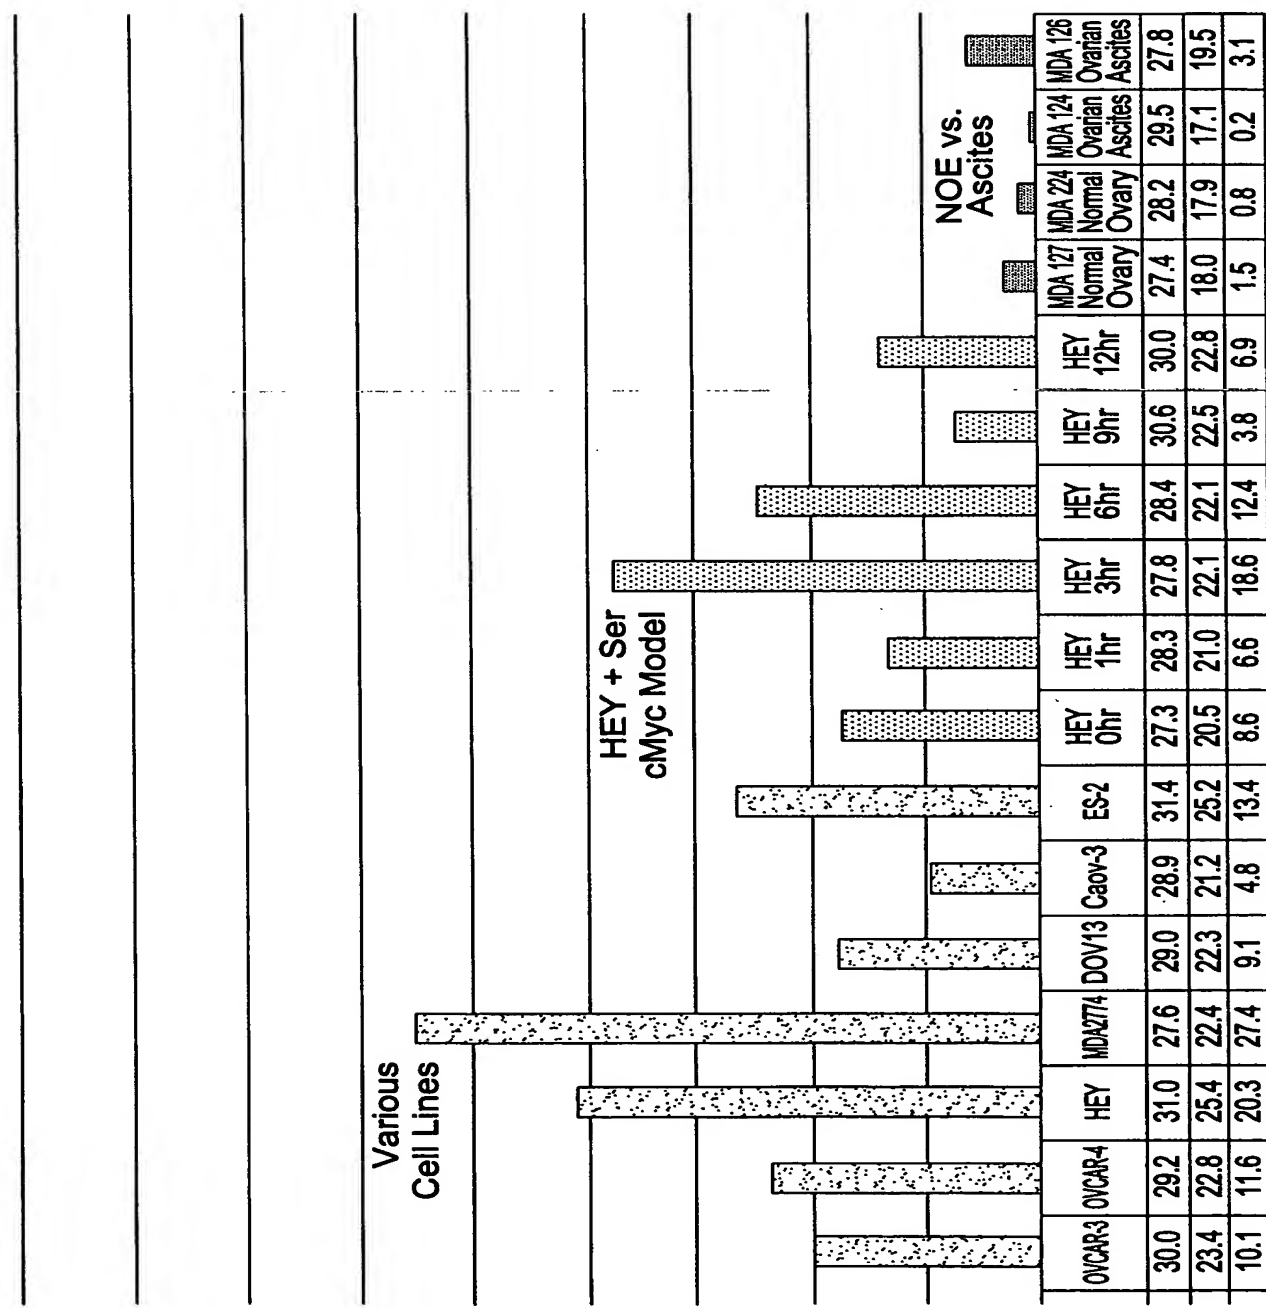 Various
Cell Lines
HEY + Ser
cMyc Model
NOE vs.
Ascites
OVCAR-3 OVCAR-4 HEY MDA2774 DOV13 Caov-3 ES-2 HEY 0hr HEY 1hr HEY 3hr HEY 6hr HEY 9hr HEY 12hr MDA 127 Normal Ovary MDA 224 Normal Ovary MDA 124 Ovarian Ascites MDA 126 Ovarian Ascites
30.0 29.2 31.0 27.6 29.0 28.9 31.4 27.3 28.3 27.8 28.4 30.6 30.0 27.4 28.2 29.5 27.8
23.4 22.8 25.4 22.4 22.3 21.2 25.2 20.5 21.0 22.1 22.1 22.5 22.8 18.0 17.9 17.1 19.5
10.1 11.6 20.3 27.4 9.1 4.8 13.4 8.6 6.6 18.6 12.4 3.8 6.9 1.5 0.8 0.2 3.1